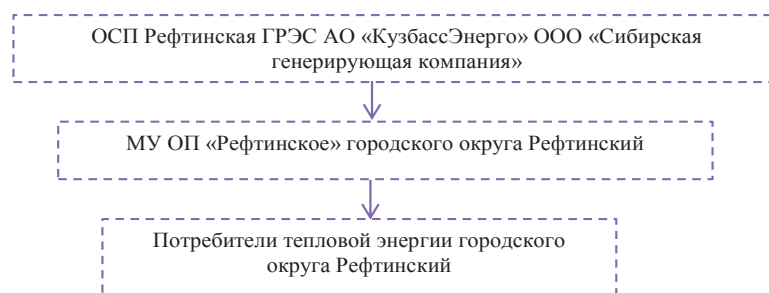 ОСП Рефтинская ГРЭС АО «КузбассЭнерго» ООО «Сибирская
генерирующая компания»
МУ ОП «Рефтинское» городского округа Рефтинский
Потребители тепловой энергии городского
округа Рефтинский